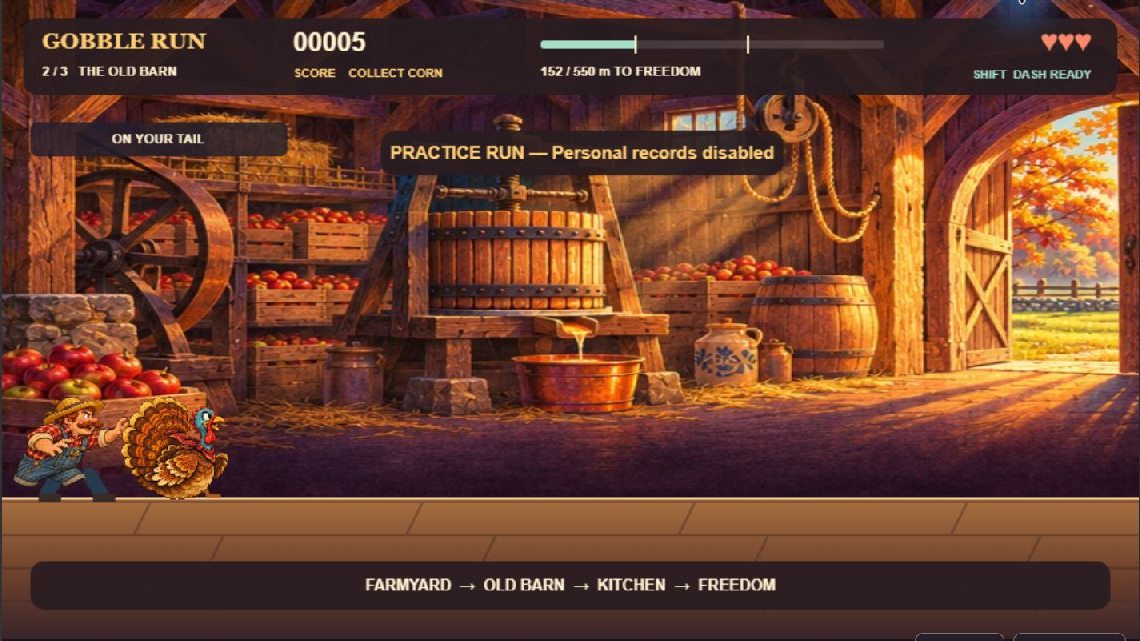 GOBBLE RUN
2 / 3 THE OLD BARN
00005
SCORE COLLECT CORN
152 / 550 m TO FREEDOM
SHIFT DASH READY
ON YOUR TAIL
PRACTICE RUN — Personal records disabled
FARMYARD → OLD BARN → KITCHEN → FREEDOM